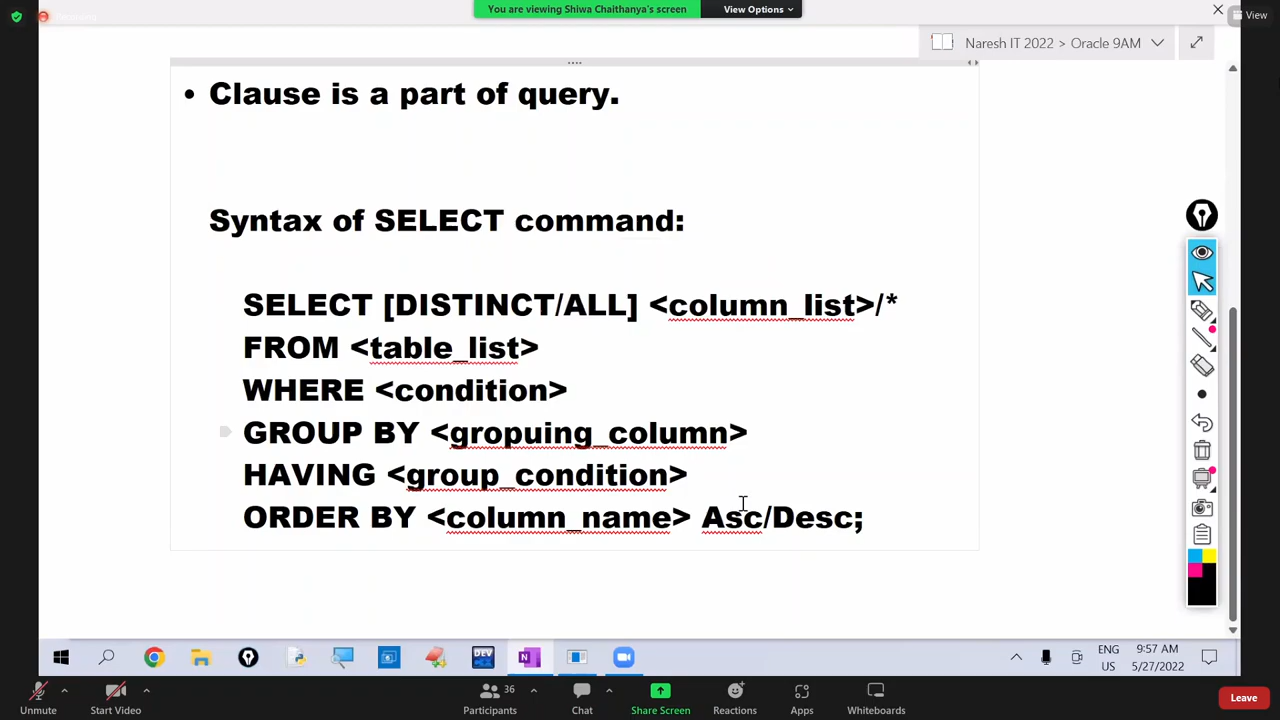 You are viewing Shiwa Chaithanya's screen
View Options
View
Naresh IT 2022 > Oracle 9AM
• Clause is a part of query.
Syntax of SELECT command:
SELECT [DISTINCT/ALL] <column_list>/*
FROM <table_list>
WHERE <condition>
GROUP BY <gropuing_column>
HAVING <group_condition>
ORDER BY <column_name> Asc/Desc;
DEV
N
ENG
US
9:57 AM
5/27/2022
Unmute
Start Video
36
Participants
Chat
Share Screen
Reactions
Apps
Whiteboards
Leave